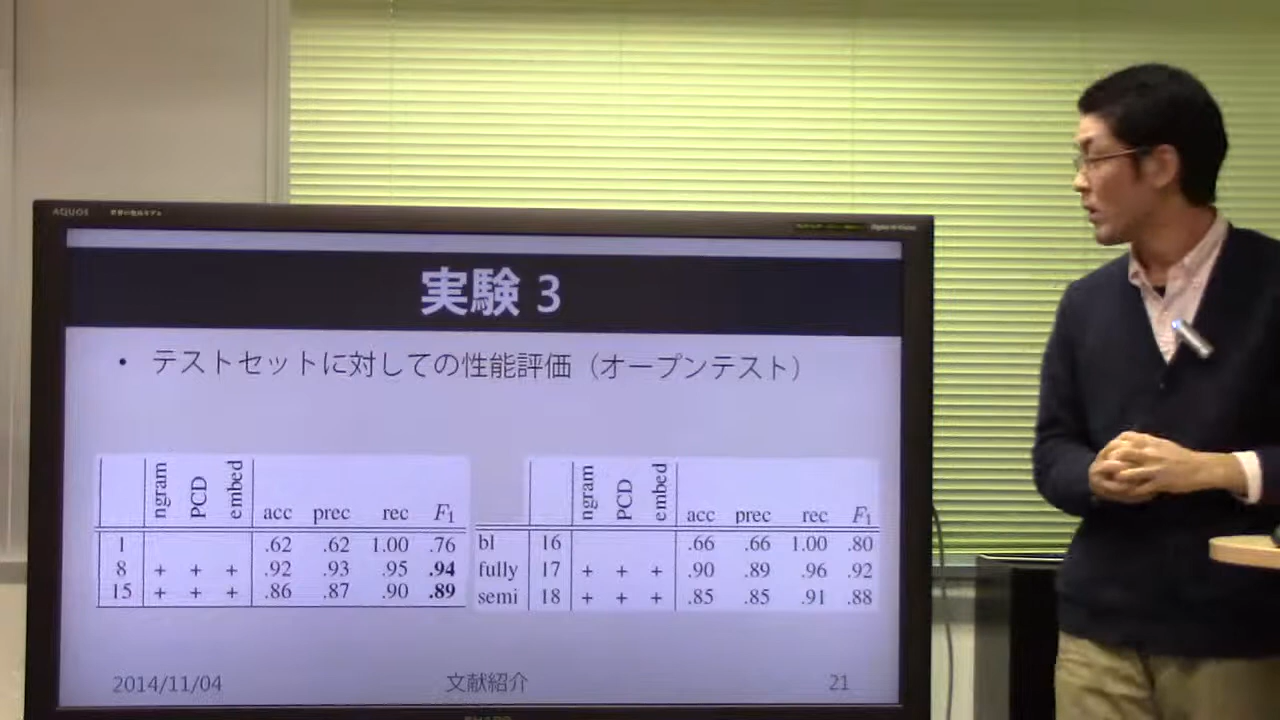 AQUOS
実験 3
• テストセットに対しての性能評価（オープンテスト）
ngram PCD embed acc prec rec F1
1 .62 .62 1.00 .76
8 + + + .92 .93 .95 .94
15 + + + .86 .87 .90 .89
ngram PCD embed acc prec rec F1
bl 16 .66 .66 1.00 .80
fully 17 + + + .90 .89 .96 .92
semi 18 + + + .85 .85 .91 .88
2014/11/04 文献紹介 21